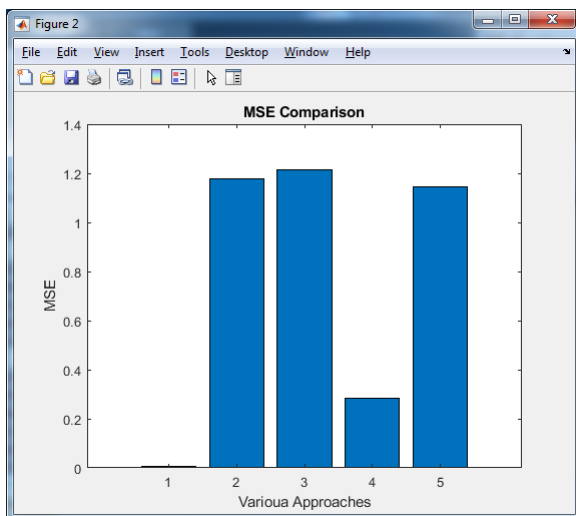 Figure 2
File Edit View Insert Tools Desktop Window Help
MSE Comparison
1.4
1.2
1
0.8
0.6
0.4
0.2
0
MSE
1 2 3 4 5
Varioua Approaches